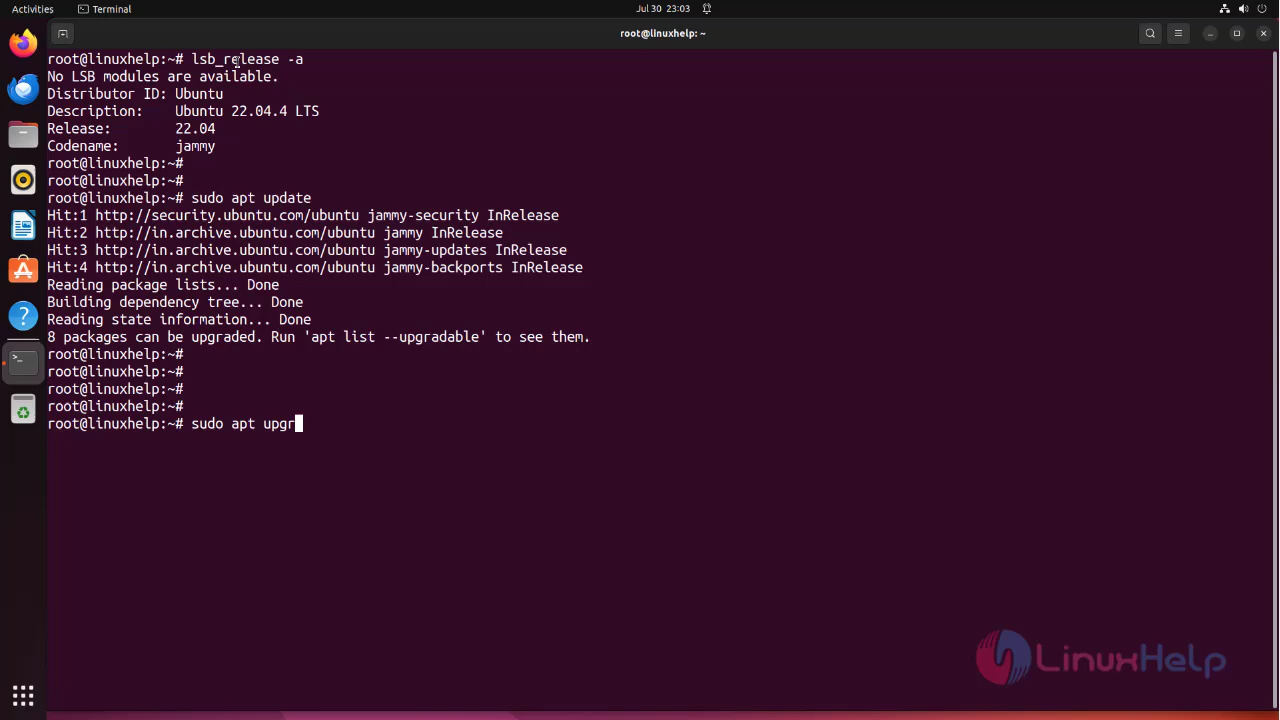 Activities
Terminal
Jul 30 23:03
root@linuxhelp: ~
root@linuxhelp:~# lsb_release -a
No LSB modules are available.
Distributor ID: Ubuntu
Description:    Ubuntu 22.04.4 LTS
Release:        22.04
Codename:       jammy
root@linuxhelp:~#
root@linuxhelp:~#
root@linuxhelp:~# sudo apt update
Hit:1 http://security.ubuntu.com/ubuntu jammy-security InRelease
Hit:2 http://in.archive.ubuntu.com/ubuntu jammy InRelease
Hit:3 http://in.archive.ubuntu.com/ubuntu jammy-updates InRelease
Hit:4 http://in.archive.ubuntu.com/ubuntu jammy-backports InRelease
Reading package lists... Done
Building dependency tree... Done
Reading state information... Done
8 packages can be upgraded. Run 'apt list --upgradable' to see them.
root@linuxhelp:~#
root@linuxhelp:~#
root@linuxhelp:~#
root@linuxhelp:~#
root@linuxhelp:~# sudo apt upgr
LinuxHelp